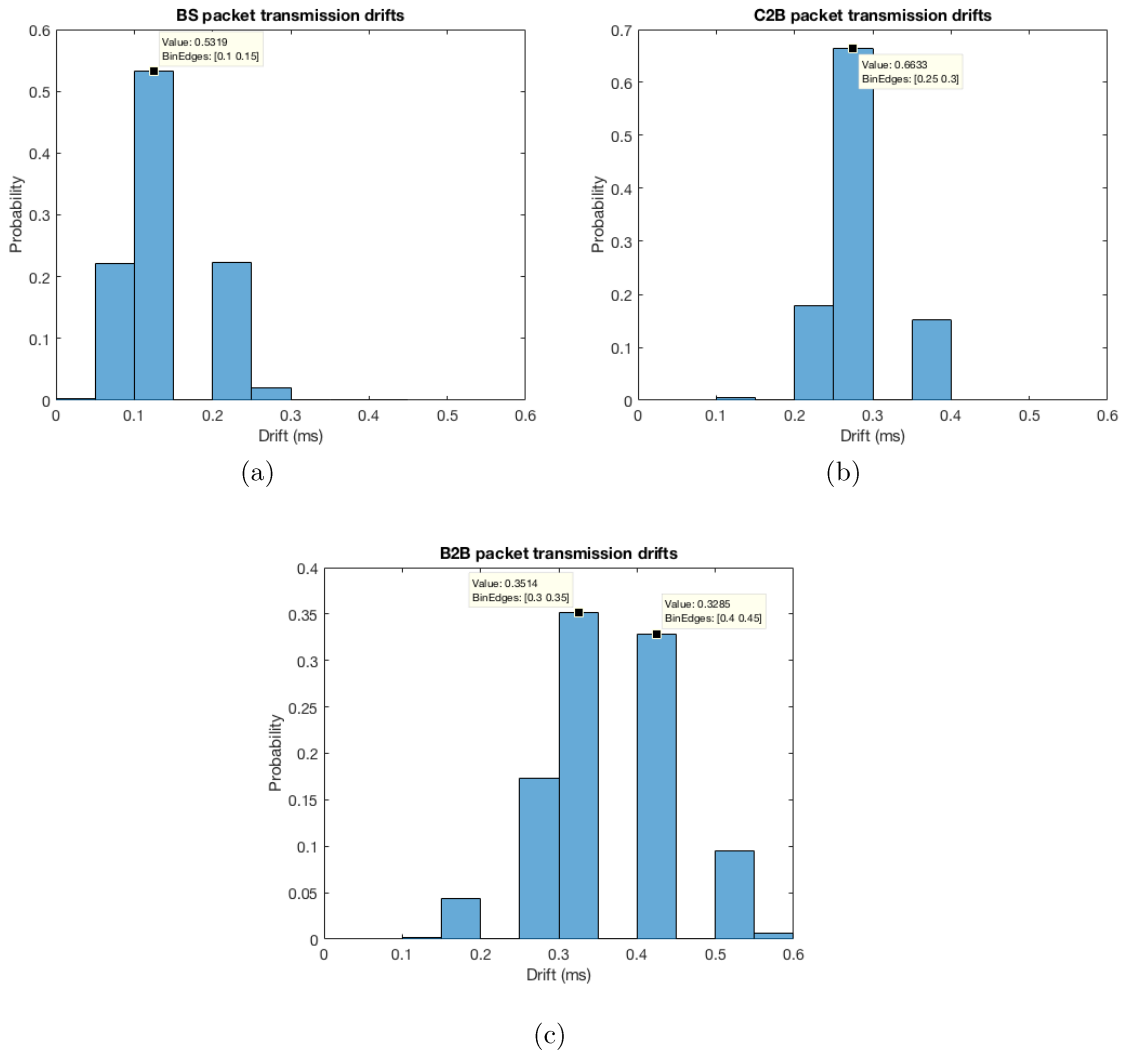 BS packet transmission drifts
Value: 0.5319
BinEdges: [0.1 0.15]
Probability
0.6
0.5
0.4
0.3
0.2
0.1
0
0 0.1 0.2 0.3 0.4 0.5 0.6
Drift (ms)
(a)
C2B packet transmission drifts
Value: 0.6633
BinEdges: [0.25 0.3]
Probability
0.7
0.6
0.5
0.4
0.3
0.2
0.1
0
0 0.1 0.2 0.3 0.4 0.5 0.6
Drift (ms)
(b)
B2B packet transmission drifts
Value: 0.3514
BinEdges: [0.3 0.35]
Value: 0.3285
BinEdges: [0.4 0.45]
Probability
0.4
0.35
0.3
0.25
0.2
0.15
0.1
0.05
0
0 0.1 0.2 0.3 0.4 0.5 0.6
Drift (ms)
(c)